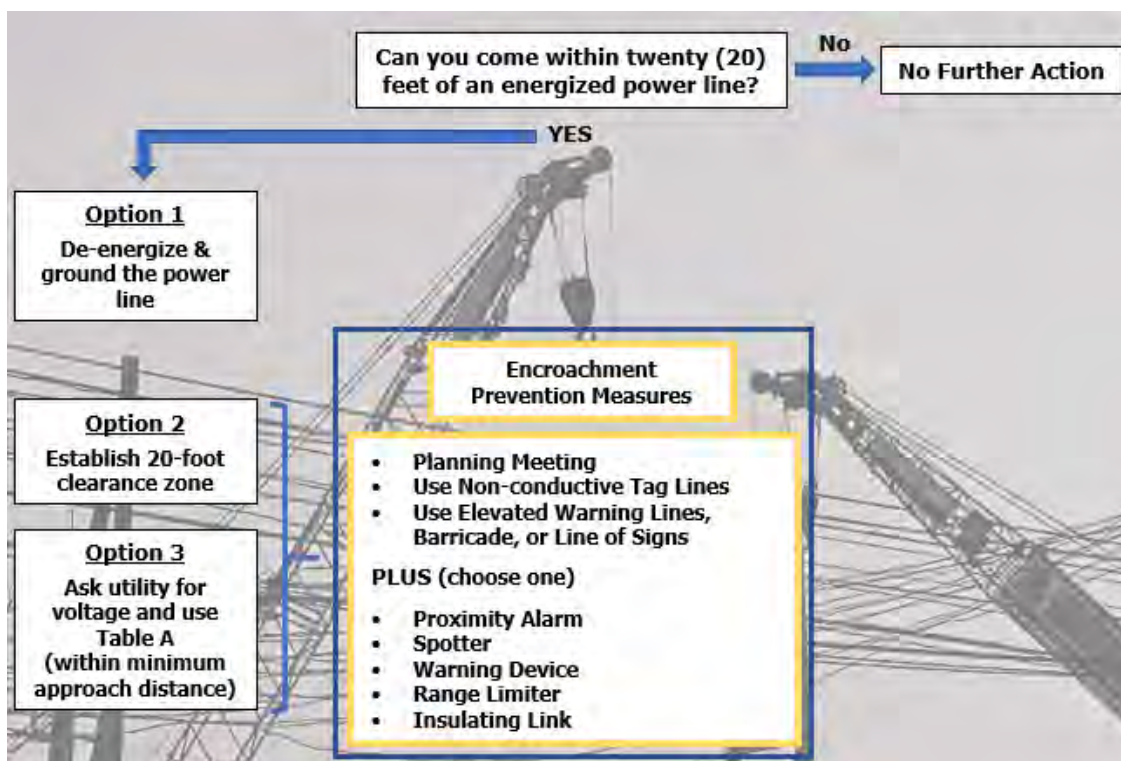 Can you come within twenty (20)
feet of an energized power line?
No
No Further Action
YES
Option 1
De-energize &
ground the power
line
Option 2
Establish 20-foot
clearance zone
Option 3
Ask utility for
voltage and use
Table A
(within minimum
approach distance)
Encroachment
Prevention Measures
• Planning Meeting
• Use Non-conductive Tag Lines
• Use Elevated Warning Lines,
Barricade, or Line of Signs
PLUS (choose one)
• Proximity Alarm
• Spotter
• Warning Device
• Range Limiter
• Insulating Link